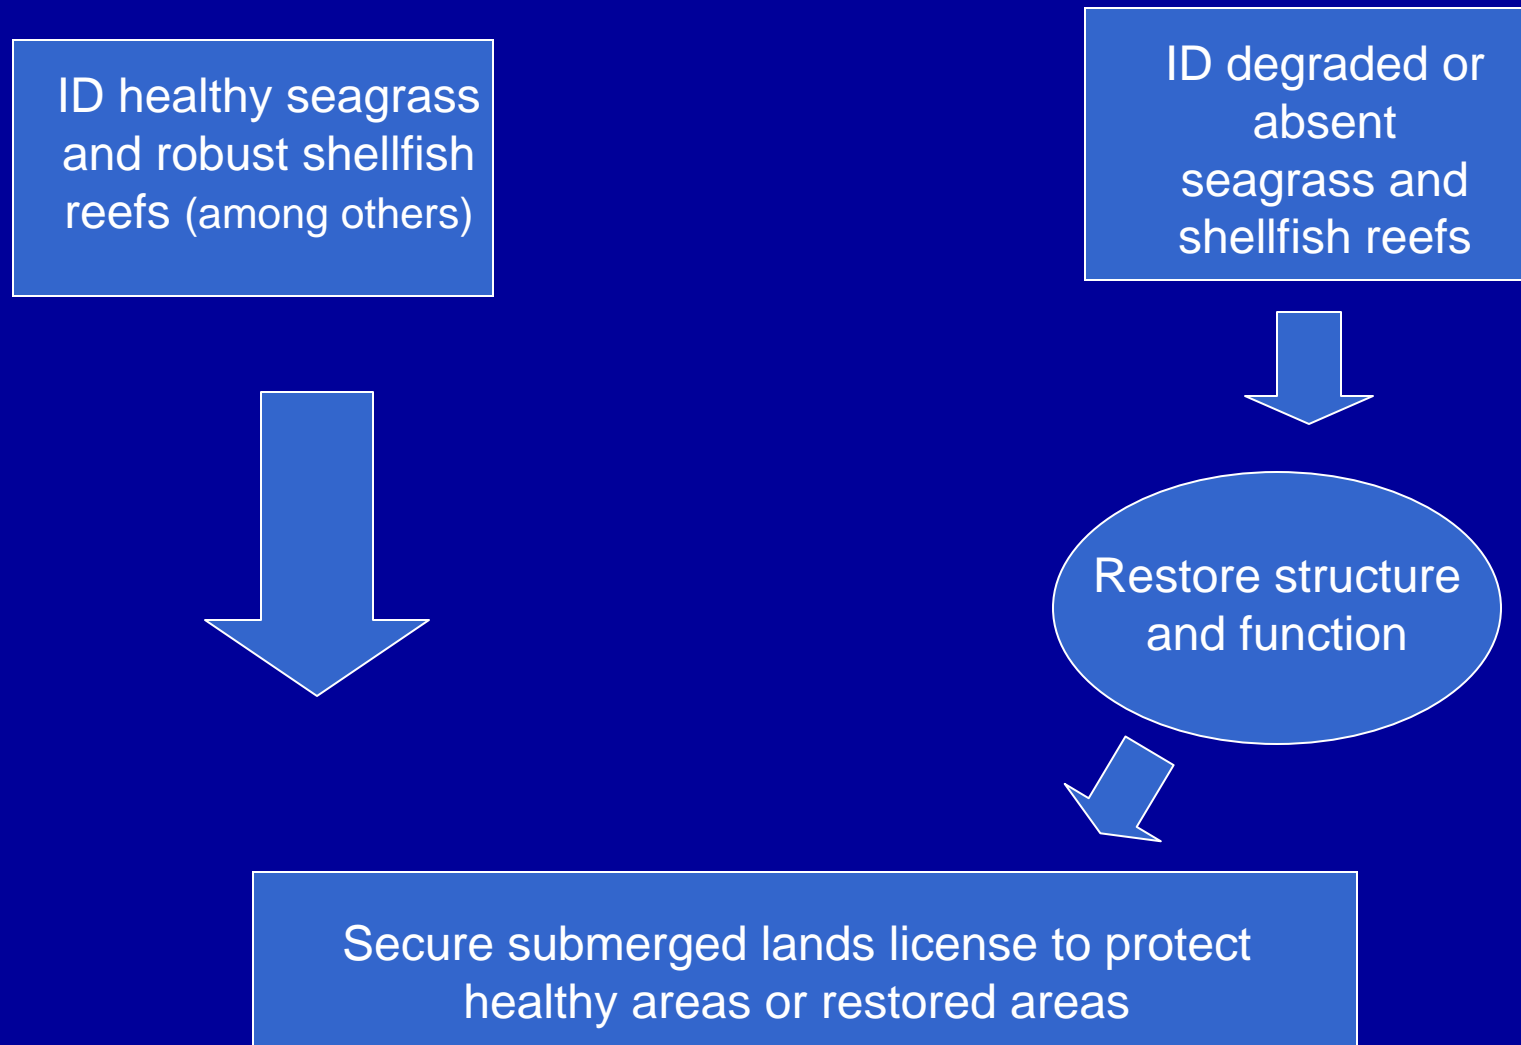 ID healthy seagrass
and robust shellfish
reefs (among others)
ID degraded or
absent
seagrass and
shellfish reefs
Restore structure
and function
Secure submerged lands license to protect
healthy areas or restored areas